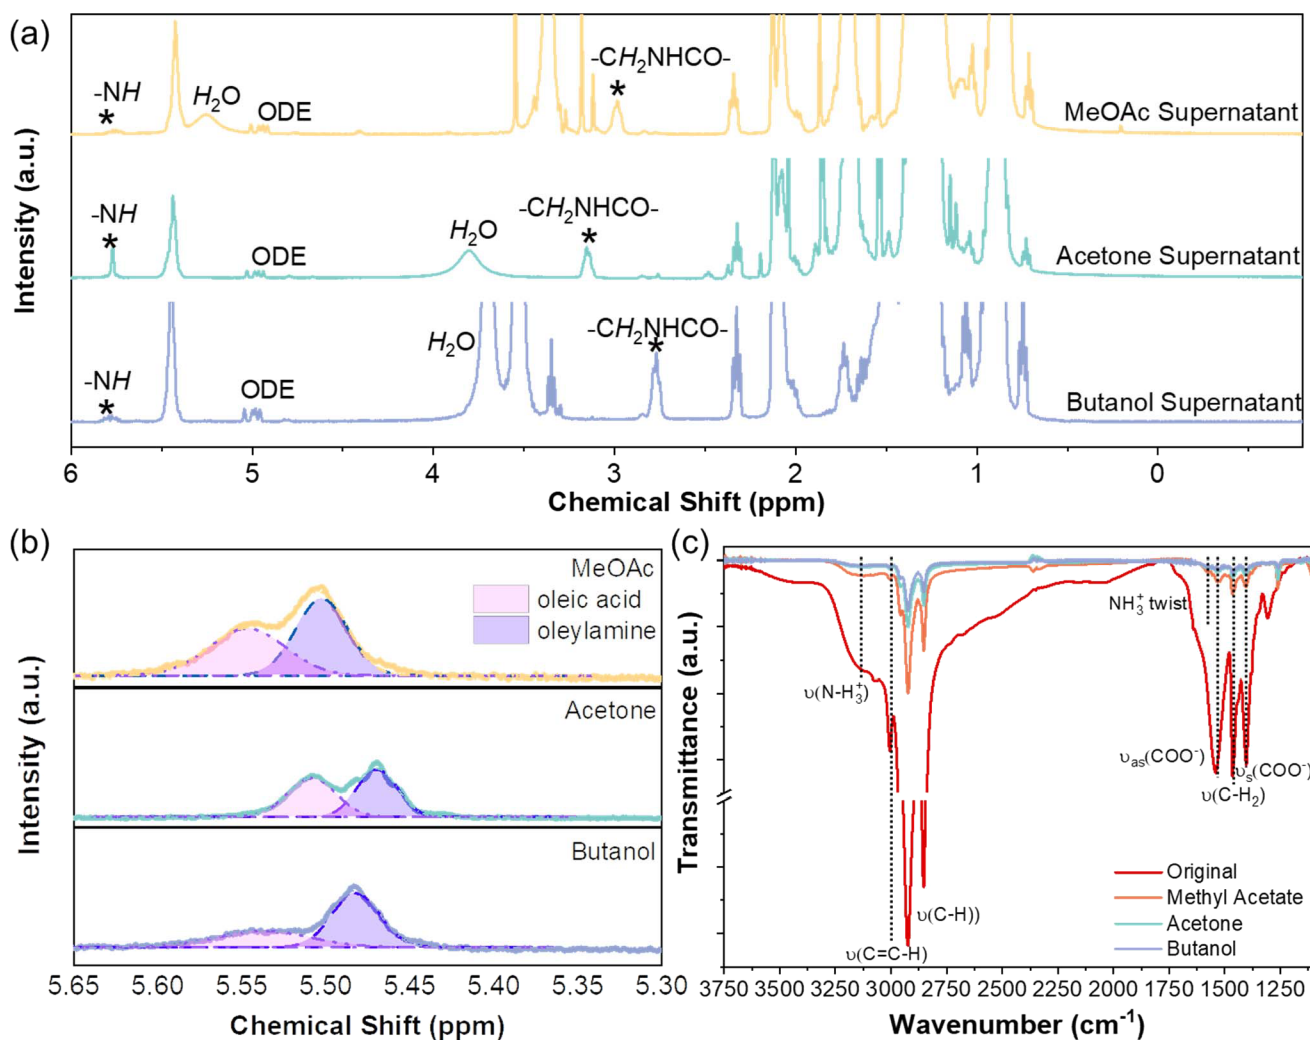 (a)
Intensity (a.u.)
-NH
*
H2O
ODE
-CH2NHCO-
*
MeOAc Supernatant
-NH
*
ODE
H2O
-CH2NHCO-
*
Acetone Supernatant
-NH
*
ODE
H2O
-CH2NHCO-
*
Butanol Supernatant
6 5 4 3 2 1 0
Chemical Shift (ppm)
(b)
Intensity (a.u.)
MeOAc
oleic acid
oleylamine
Acetone
Butanol
5.65 5.60 5.55 5.50 5.45 5.40 5.35 5.30
Chemical Shift (ppm)
(c)
Transmittance (a.u.)
NH3+ twist
υ(N-H3+)
υas(COO-)
υs(COO-)
υ(C-H2)
υ(C-H))
υ(C=C-H)
Original
Methyl Acetate
Acetone
Butanol
3750 3250 3000 2750 2500 2250 2000 1750 1500 1250
Wavenumber (cm-1)